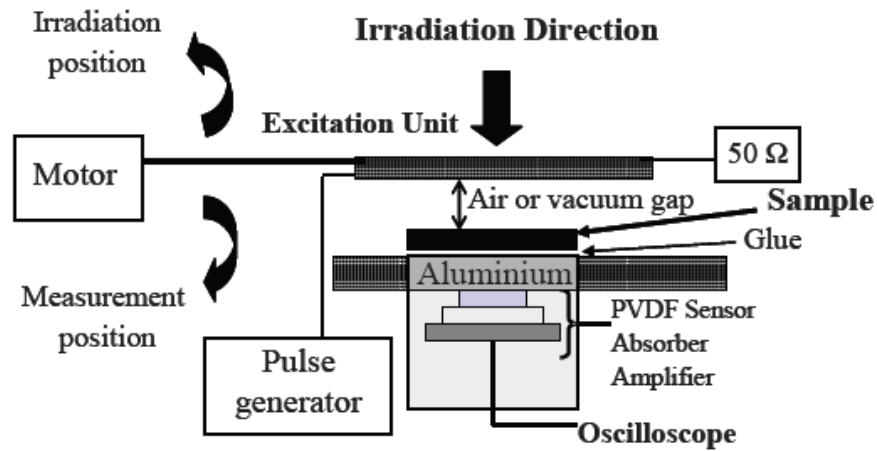 Irradiation
position
Irradiation Direction
Excitation Unit
Motor
50 Ω
Air or vacuum gap
Sample
Glue
Aluminium
Measurement
position
PVDF Sensor
Absorber
Amplifier
Pulse
generator
Oscilloscope